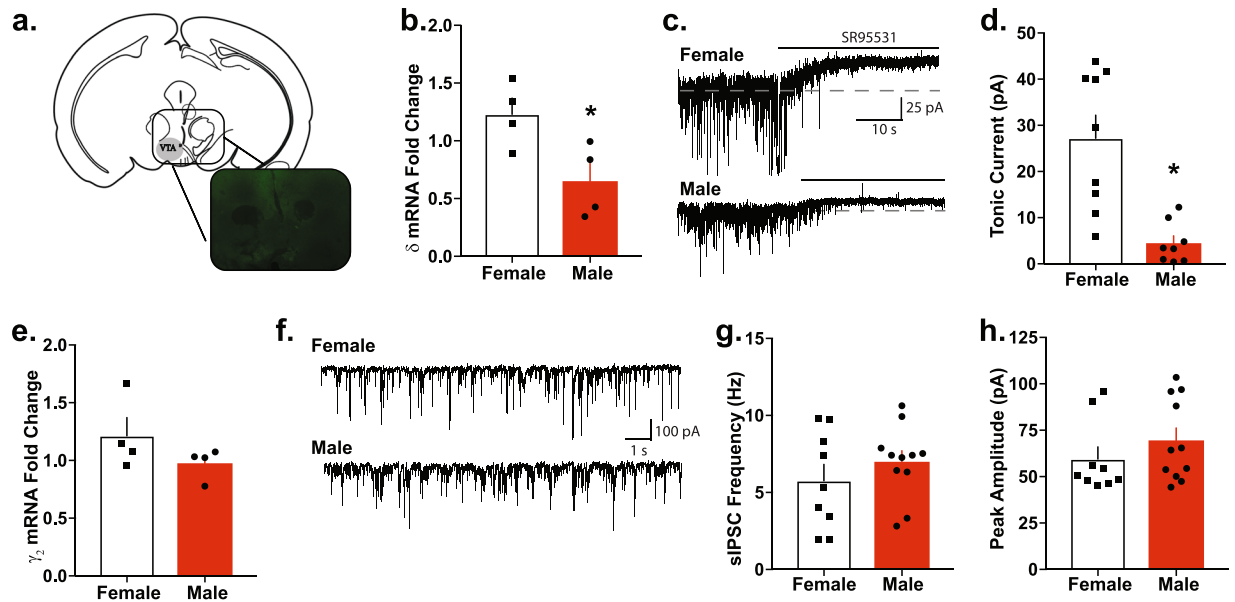 a.
VTA
b.
δ mRNA Fold Change
2.0
1.5
1.0
0.5
0.0
*
Female
Male
c.
Female
SR95531
25 pA
10 s
Male
d.
Tonic Current (pA)
50
40
30
20
10
0
*
Female
Male
e.
γ2 mRNA Fold Change
2.0
1.5
1.0
0.5
0.0
Female
Male
f.
Female
100 pA
1 s
Male
g.
sIPSC Frequency (Hz)
15
10
5
0
Female
Male
h.
Peak Amplitude (pA)
125
100
75
50
25
0
Female
Male